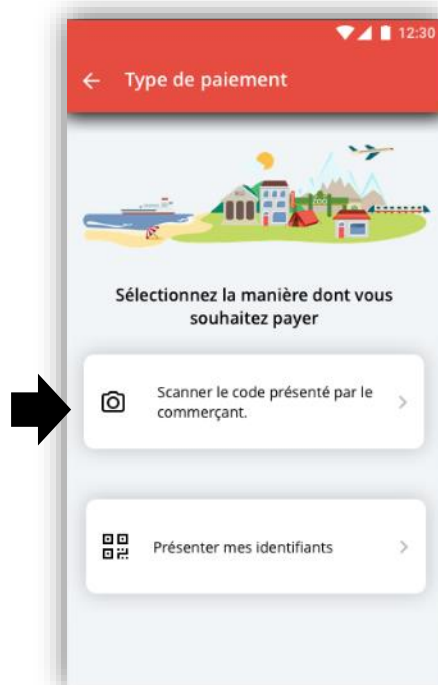 12:30
Type de paiement
ZOO
Sélectionnez la manière dont vous
souhaitez payer
Scanner le code présenté par le
commerçant.
Présenter mes identifiants